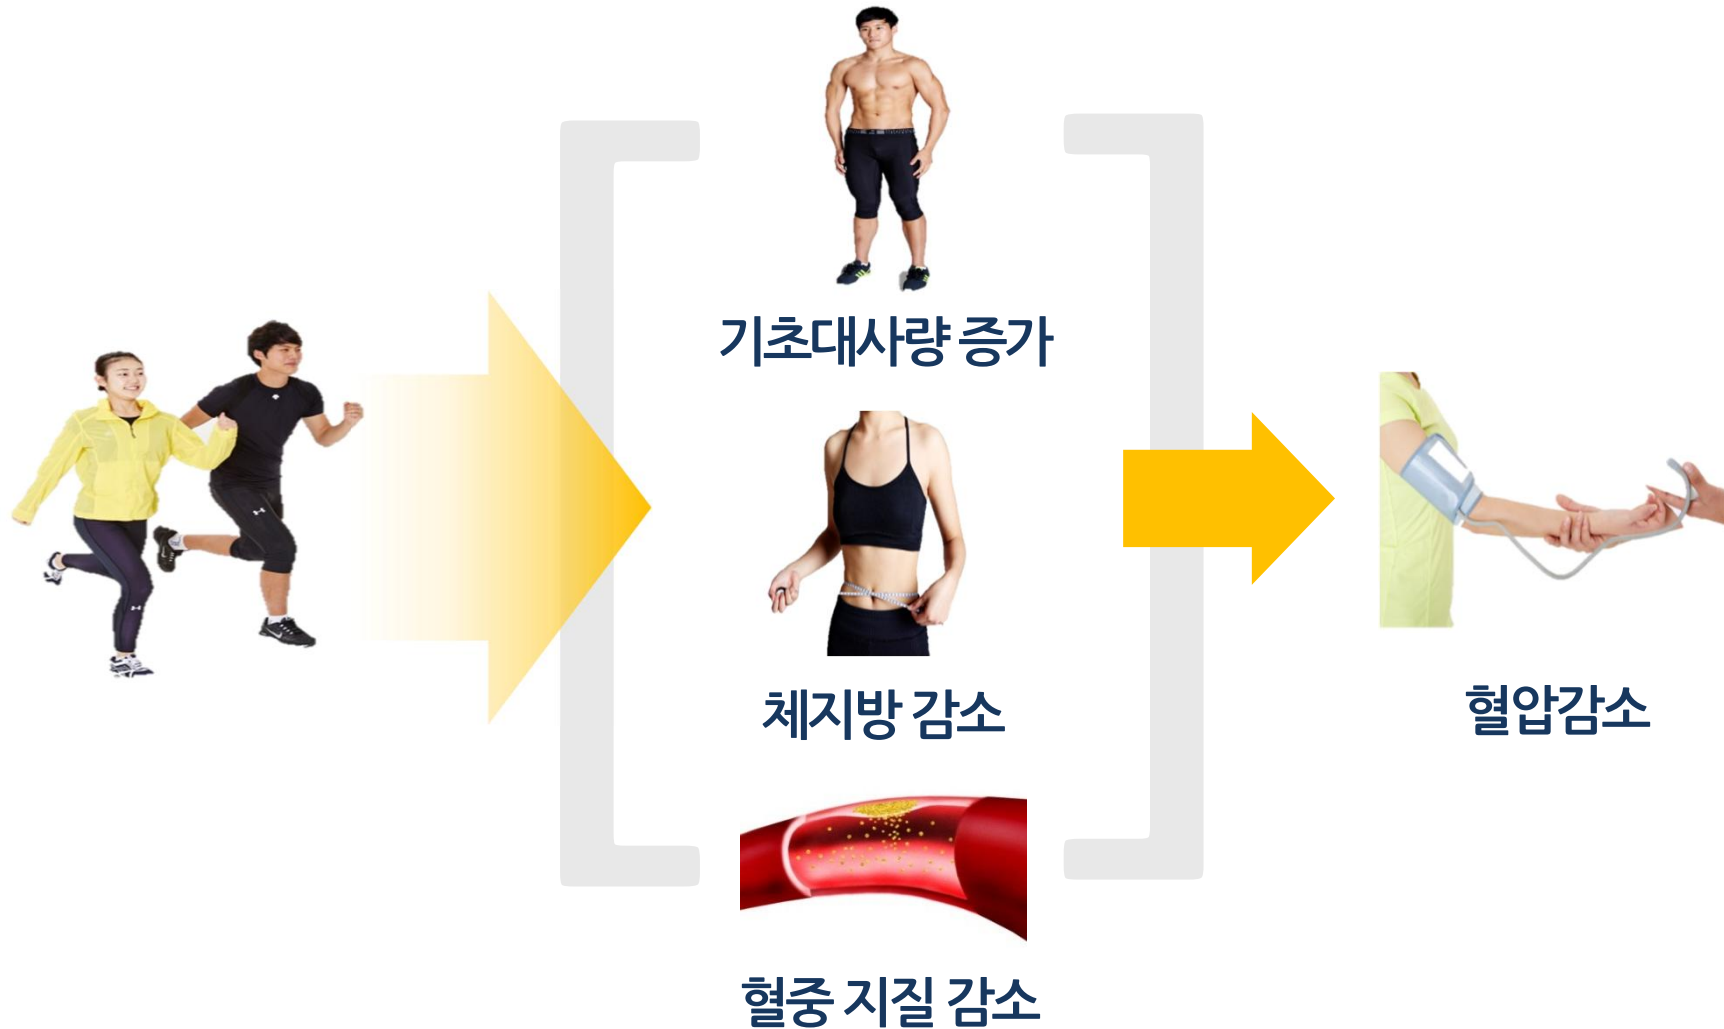 기초대사량 증가
체지방 감소
혈압감소
혈중 지질 감소